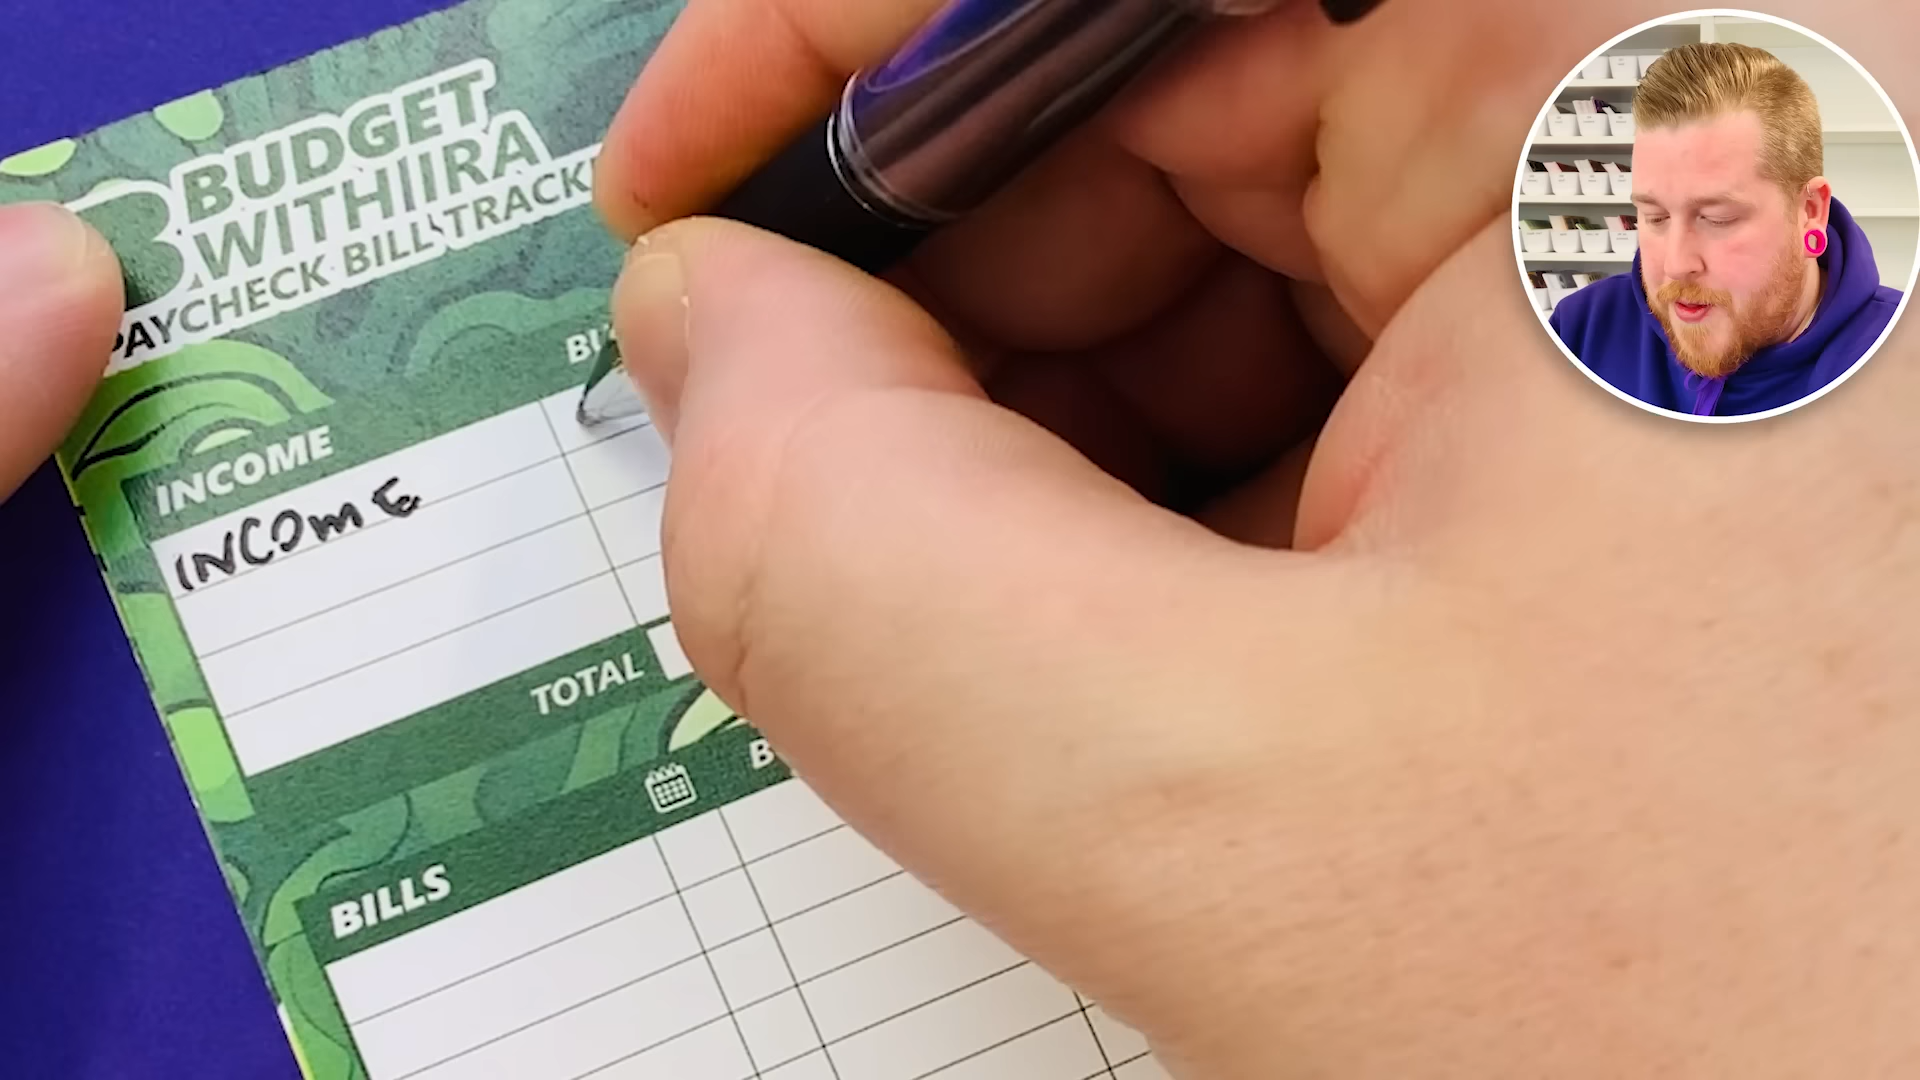 BUDGET
WITHIIRA
PAYCHECK BILL TRACK
INCOME
INCOME
TOTAL
BILLS